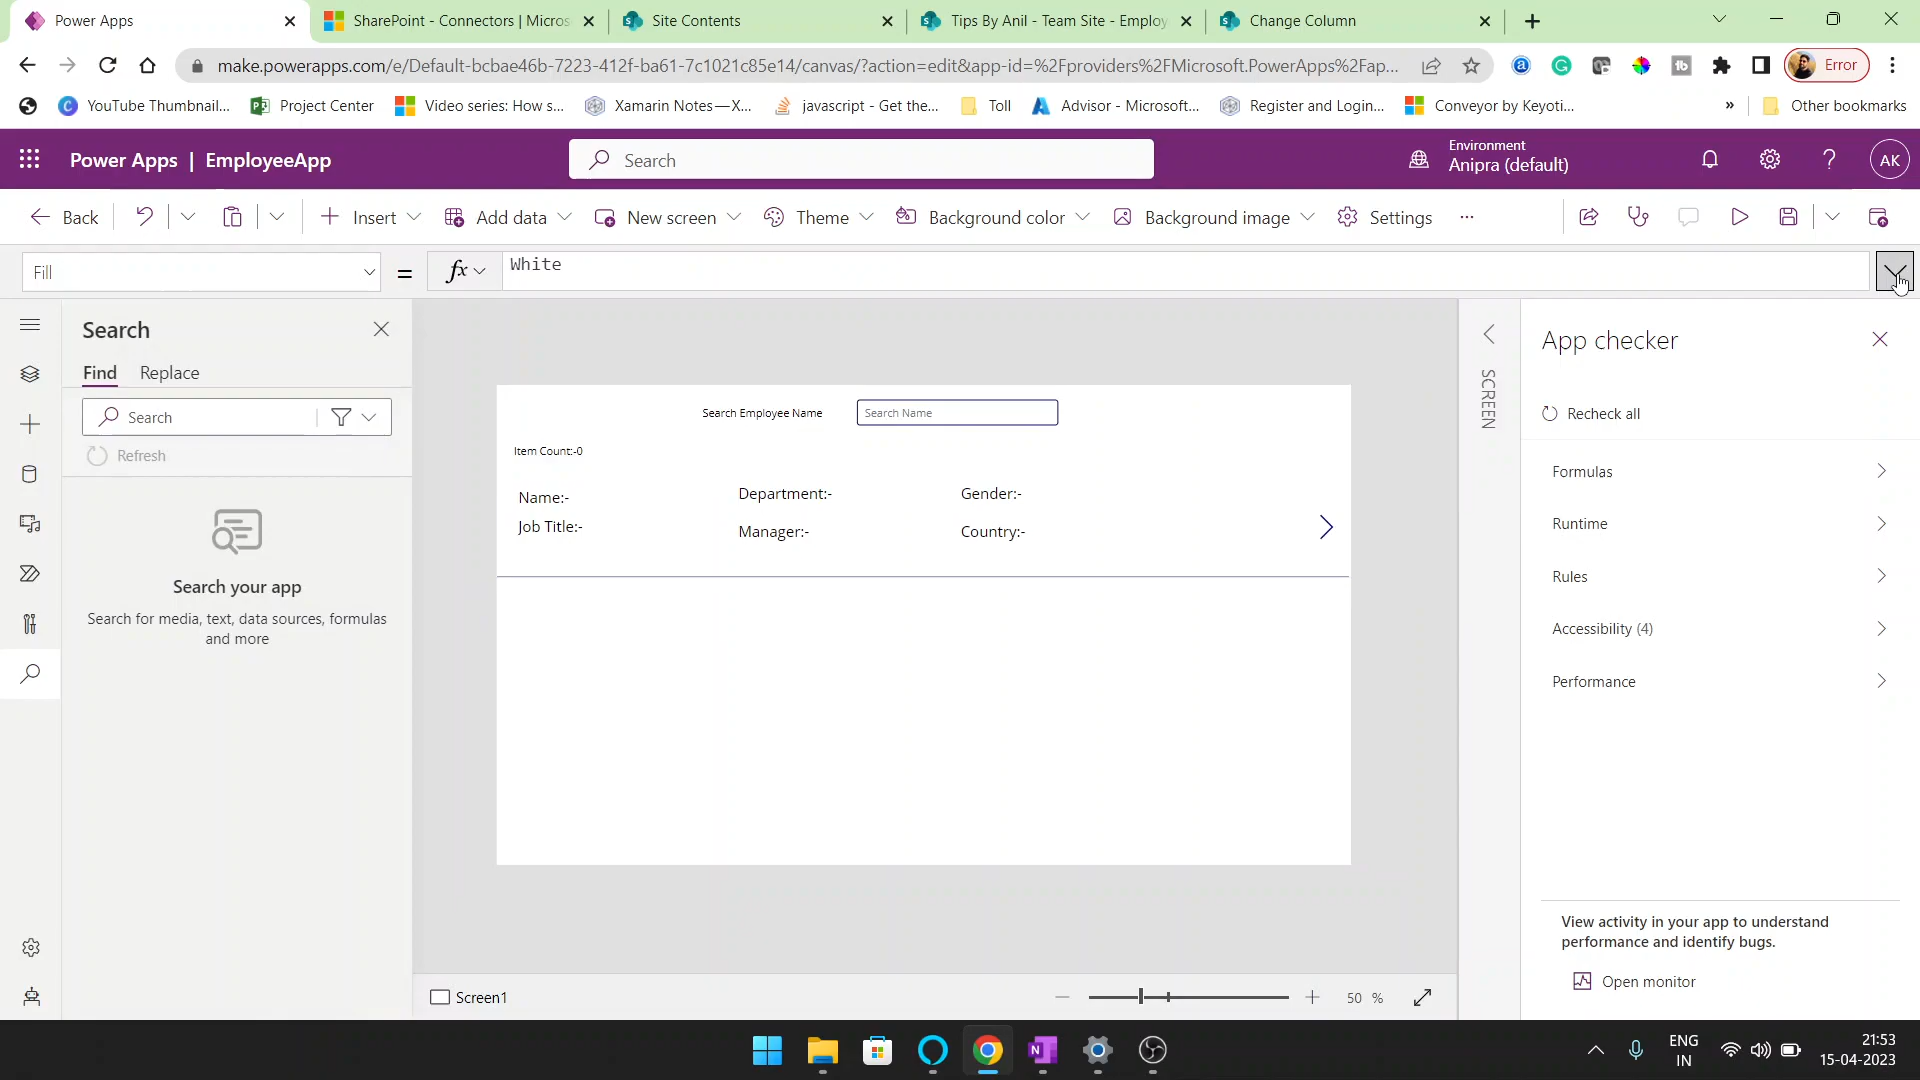 Power Apps
SharePoint - Connectors | Micros
Site Contents
Tips By Anil - Team Site - Employ
Change Column
make.powerapps.com/e/Default-bcbae46b-7223-412f-ba61-7c1021c85e14/canvas/?action=edit&app-id=%2Fproviders%2FMicrosoft.PowerApps%2Fap...
Error
YouTube Thumbnail...
Project Center
Video series: How s...
Xamarin Notes—X...
javascript - Get the...
Toll
Advisor - Microsoft...
Register and Login...
Conveyor by Keyoti...
»
Other bookmarks
Power Apps | EmployeeApp
Search
Environment
Anipra (default)
AK
Back
Insert
Add data
New screen
Theme
Background color
Background image
Settings
Fill
=
fx
White
Search
Find
Replace
Search
Refresh
Search your app
Search for media, text, data sources, formulas
and more
Search Employee Name
Search Name
Item Count:-0
Name:-
Department:-
Gender:-
Job Title:-
Manager:-
Country:-
SCREEN
App checker
Recheck all
Formulas
Runtime
Rules
Accessibility (4)
Performance
View activity in your app to understand
performance and identify bugs.
Open monitor
Screen1
50 %
ENG
IN
21:53
15-04-2023